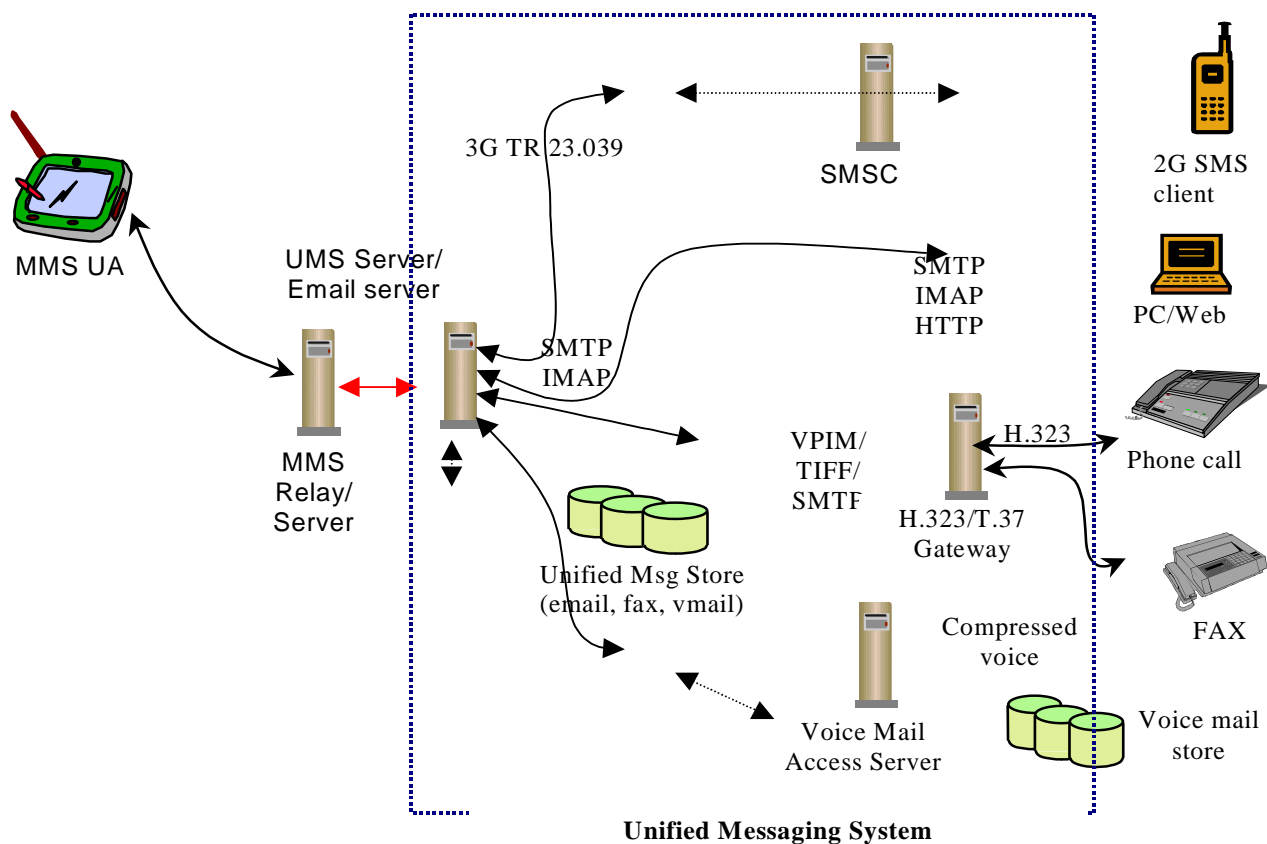 3G TR 23.039
SMSC
2G SMS
client
MMS UA
UMS Server/
Email server
SMTP
IMAP
HTTP
PC/Web
SMTP
IMAP
MMS
Relay/
Server
VPIM/
TIFF/
SMTP
H.323
Phone call
H.323/T.37
Gateway
Unified Msg Store
(email, fax, vmail)
FAX
Compressed
voice
Voice Mail
Access Server
Voice mail
store
Unified Messaging System